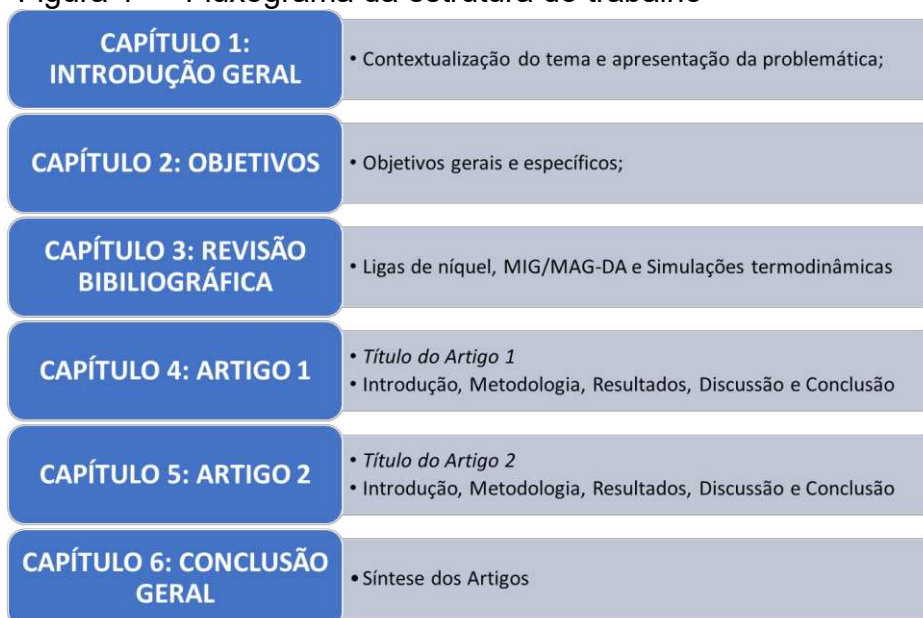 Figura 1 – Fluxograma da estrutura do trabalho
CAPÍTULO 1:
INTRODUÇÃO GERAL
• Contextualização do tema e apresentação da problemática;
CAPÍTULO 2: OBJETIVOS
• Objetivos gerais e específicos;
CAPÍTULO 3: REVISÃO
BIBILIOGRÁFICA
• Ligas de níquel, MIG/MAG-DA e Simulações termodinâmicas
CAPÍTULO 4: ARTIGO 1
• Título do Artigo 1
• Introdução, Metodologia, Resultados, Discussão e Conclusão
CAPÍTULO 5: ARTIGO 2
• Título do Artigo 2
• Introdução, Metodologia, Resultados, Discussão e Conclusão
CAPÍTULO 6: CONCLUSÃO
GERAL
• Síntese dos Artigos